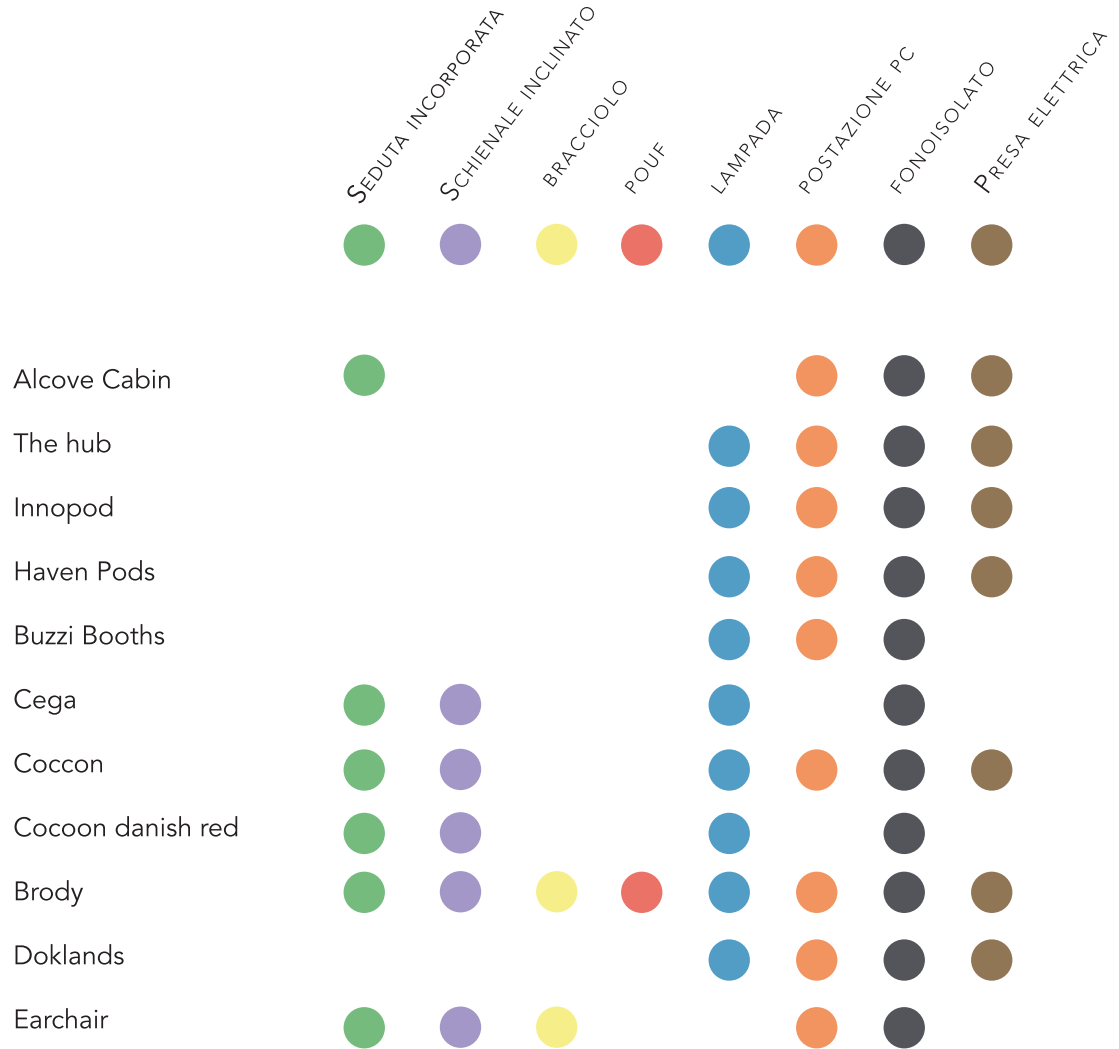 Seduta incorporata
Schienale inclinato
bracciolo
pouf
lampada
postazione pc
fonoisolato
Presa elettrica
Alcove Cabin
The hub
Innopod
Haven Pods
Buzzi Booths
Cega
Coccon
Cocoon danish red
Brody
Doklands
Earchair